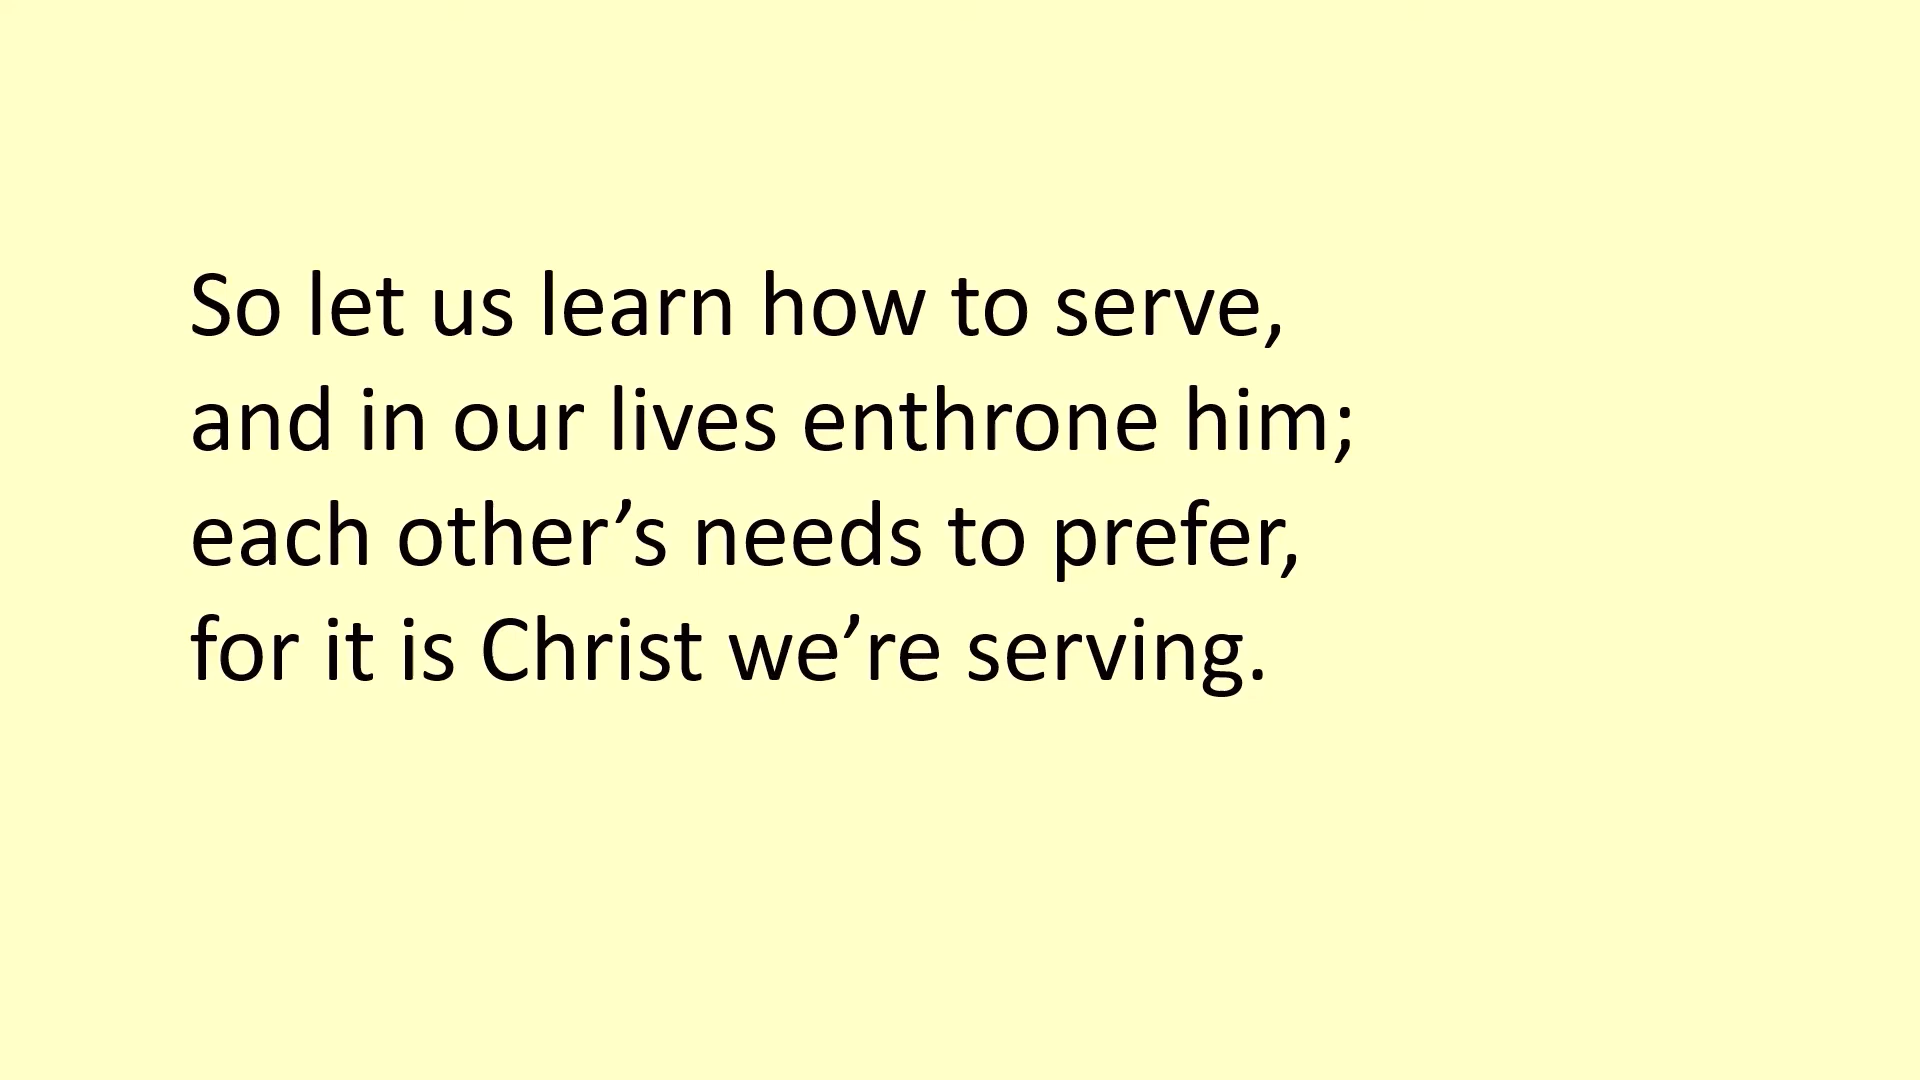 So let us learn how to serve,
and in our lives enthrone him;
each other’s needs to prefer,
for it is Christ we’re serving.